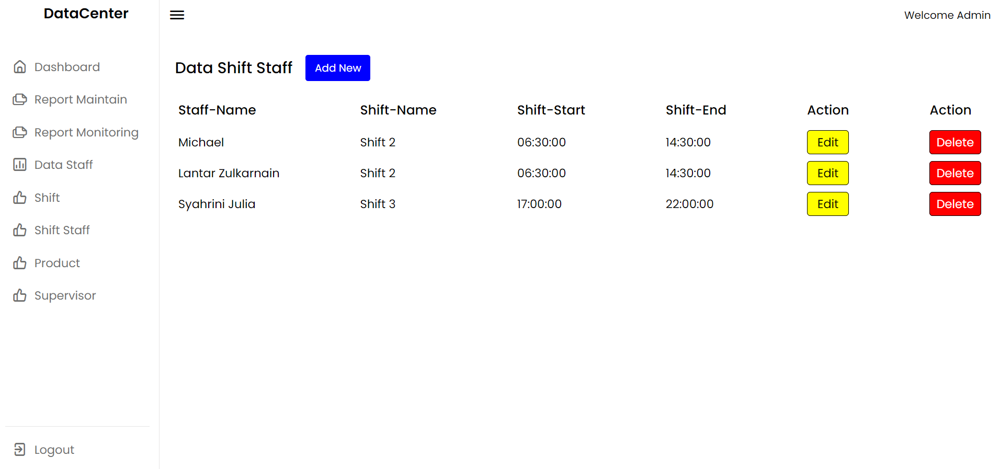 DataCenter
Welcome Admin
Dashboard
Report Maintain
Report Monitoring
Data Staff
Shift
Shift Staff
Product
Supervisor
Logout
Data Shift Staff Add New
Staff-Name Shift-Name Shift-Start Shift-End Action Action
Michael Shift 2 06:30:00 14:30:00 Edit Delete
Lantar Zulkarnain Shift 2 06:30:00 14:30:00 Edit Delete
Syahrini Julia Shift 3 17:00:00 22:00:00 Edit Delete